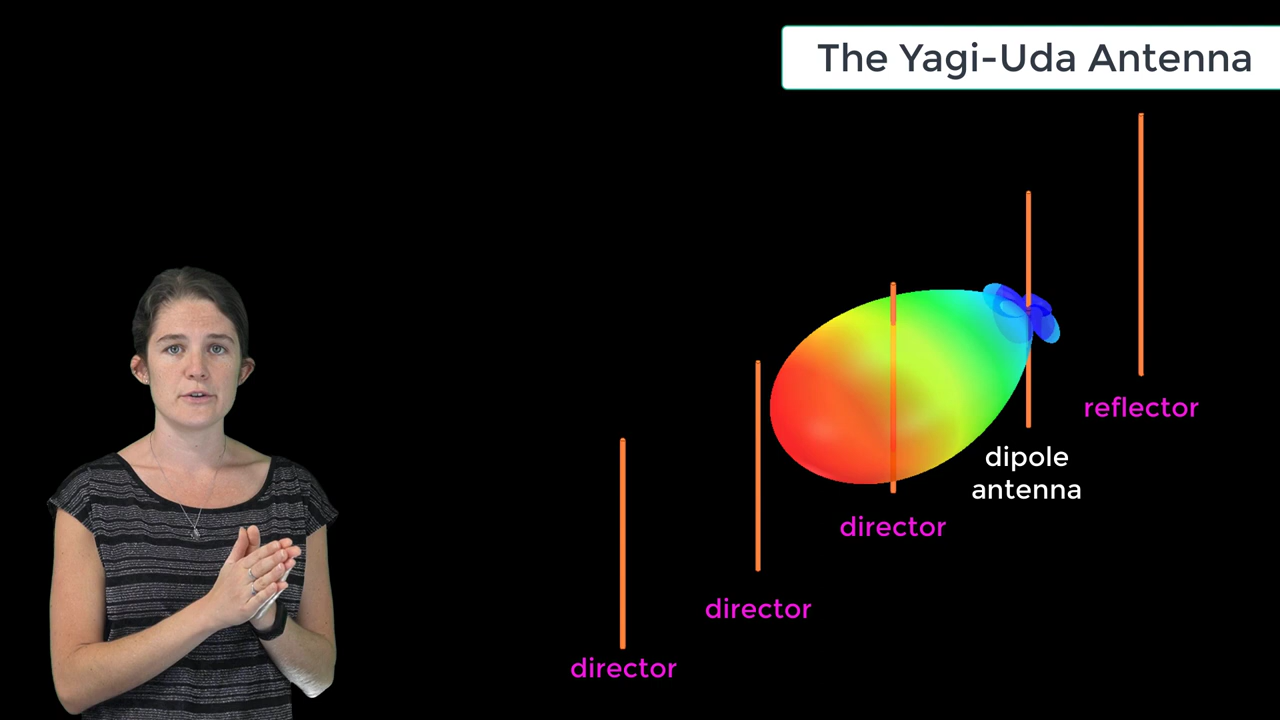 The Yagi-Uda Antenna
reflector
dipole
antenna
director
director
director